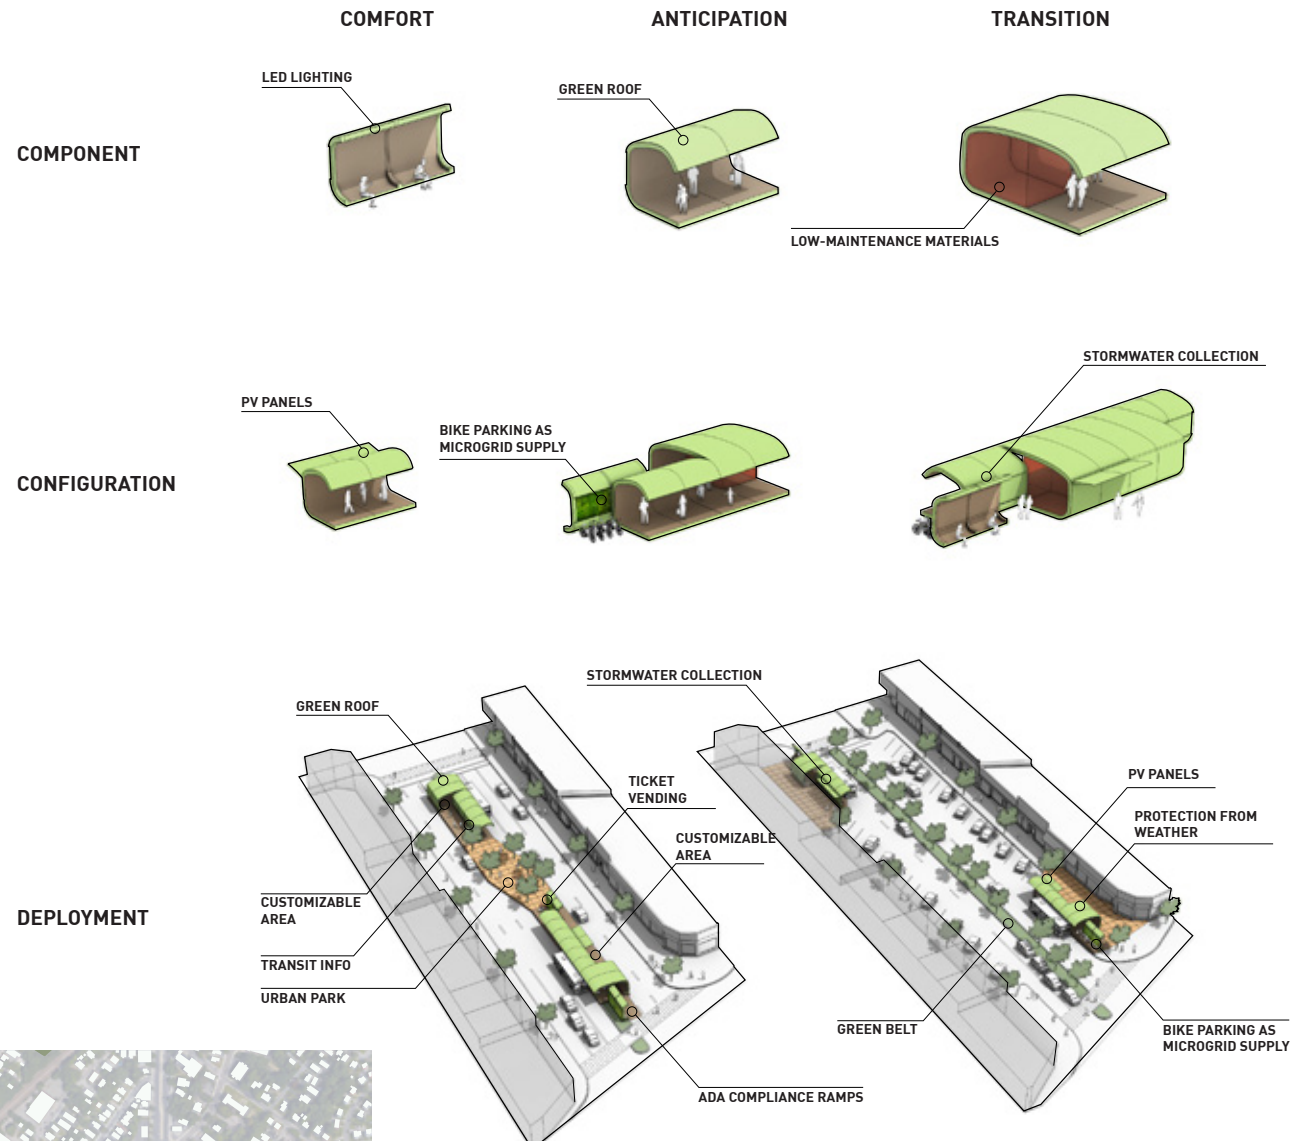 COMFORT
ANTICIPATION
TRANSITION
LED LIGHTING
GREEN ROOF
COMPONENT
LOW-MAINTENANCE MATERIALS
STORMWATER COLLECTION
PV PANELS
BIKE PARKING AS
MICROGRID SUPPLY
CONFIGURATION
STORMWATER COLLECTION
GREEN ROOF
TICKET
VENDING
PV PANELS
PROTECTION FROM
WEATHER
CUSTOMIZABLE
AREA
DEPLOYMENT
CUSTOMIZABLE
AREA
TRANSIT INFO
URBAN PARK
GREEN BELT
BIKE PARKING AS
MICROGRID SUPPLY
ADA COMPLIANCE RAMPS